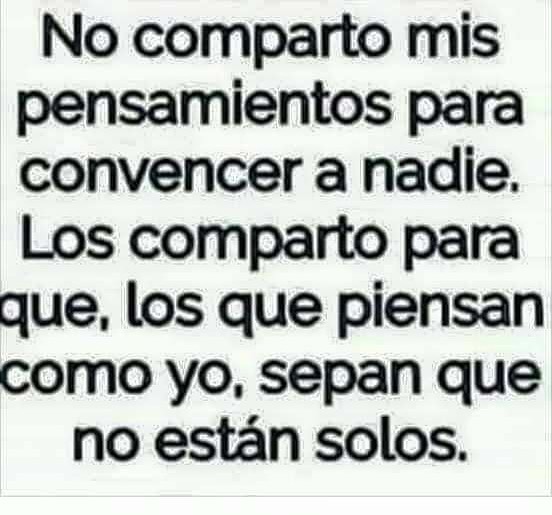 No comparto mis
pensamientos para
convencer a nadie.
Los comparto para
que, los que piensan
como yo, sepan que
no están solos.